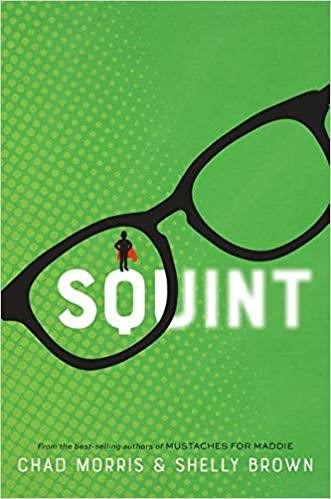 SQUINT
From the best-selling authors of MUSTACHES FOR MADDIE
CHAD MORRIS & SHELLY BROWN